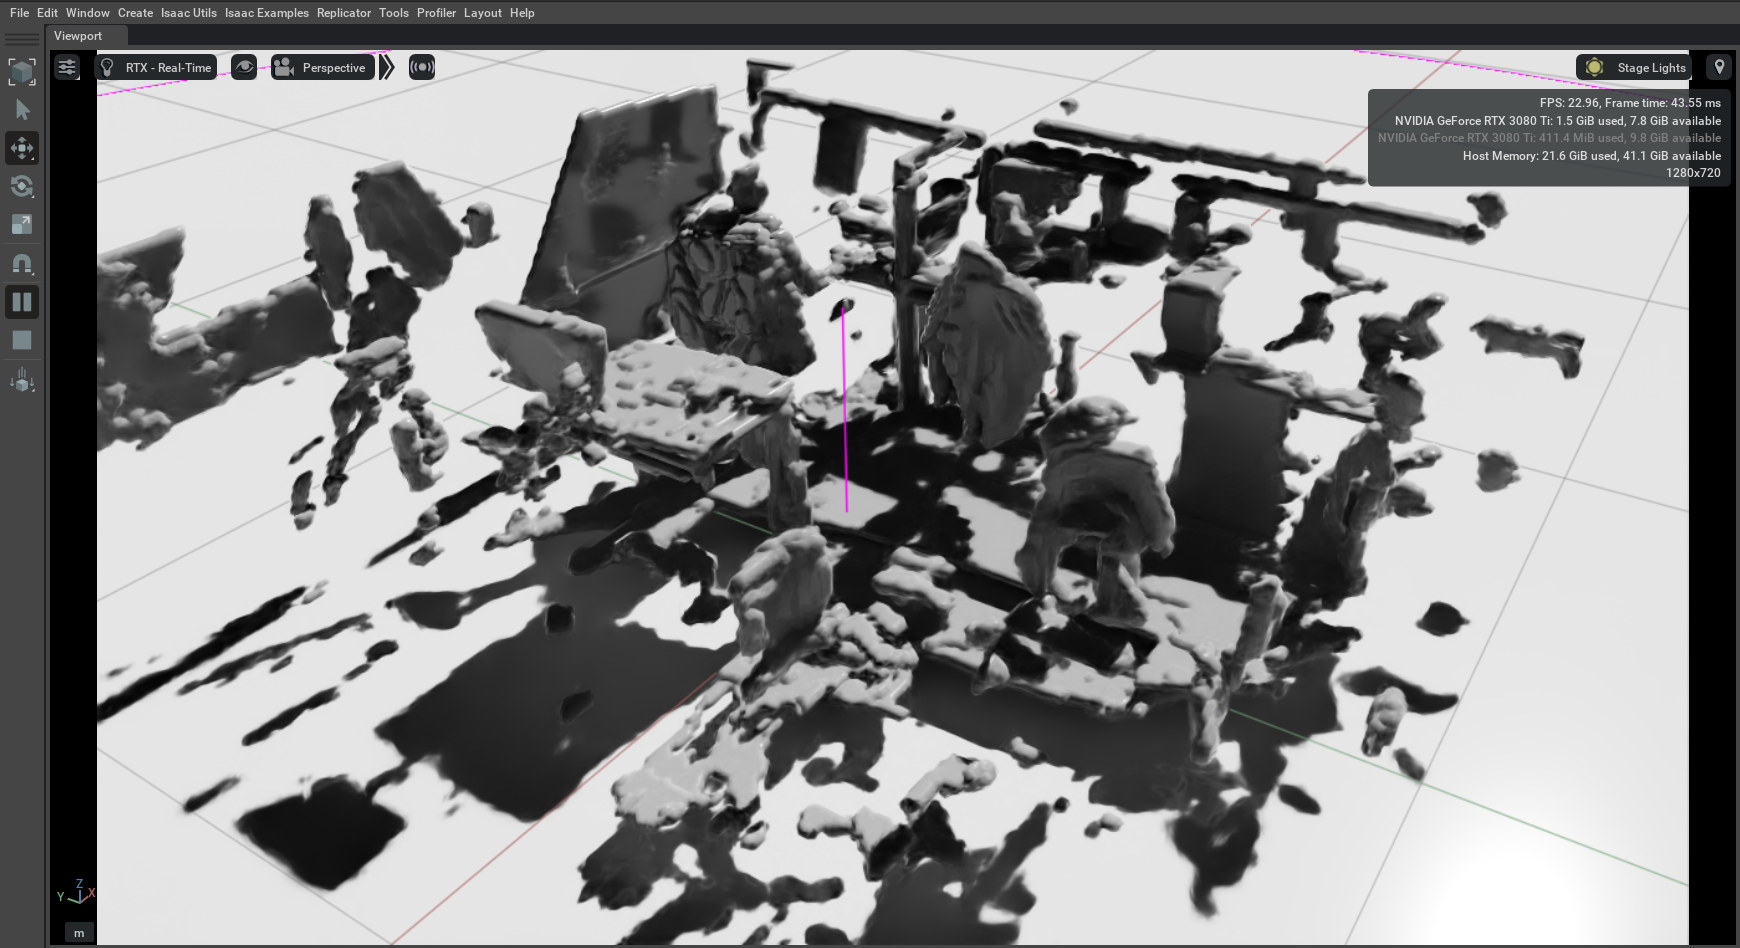 File Edit Window Create Isaac Utils Isaac Examples Replicator Tools Profiler Layout Help
Viewport
RTX - Real-Time
Perspective
Stage Lights
FPS: 22.96, Frame time: 43.55 ms
NVIDIA GeForce RTX 3080 Ti: 1.5 GiB used, 7.8 GiB available
NVIDIA GeForce RTX 3080 Ti: 411.4 MiB used, 9.8 GiB available
Host Memory: 21.6 GiB used, 41.1 GiB available
1280x720
Z
Y X
m